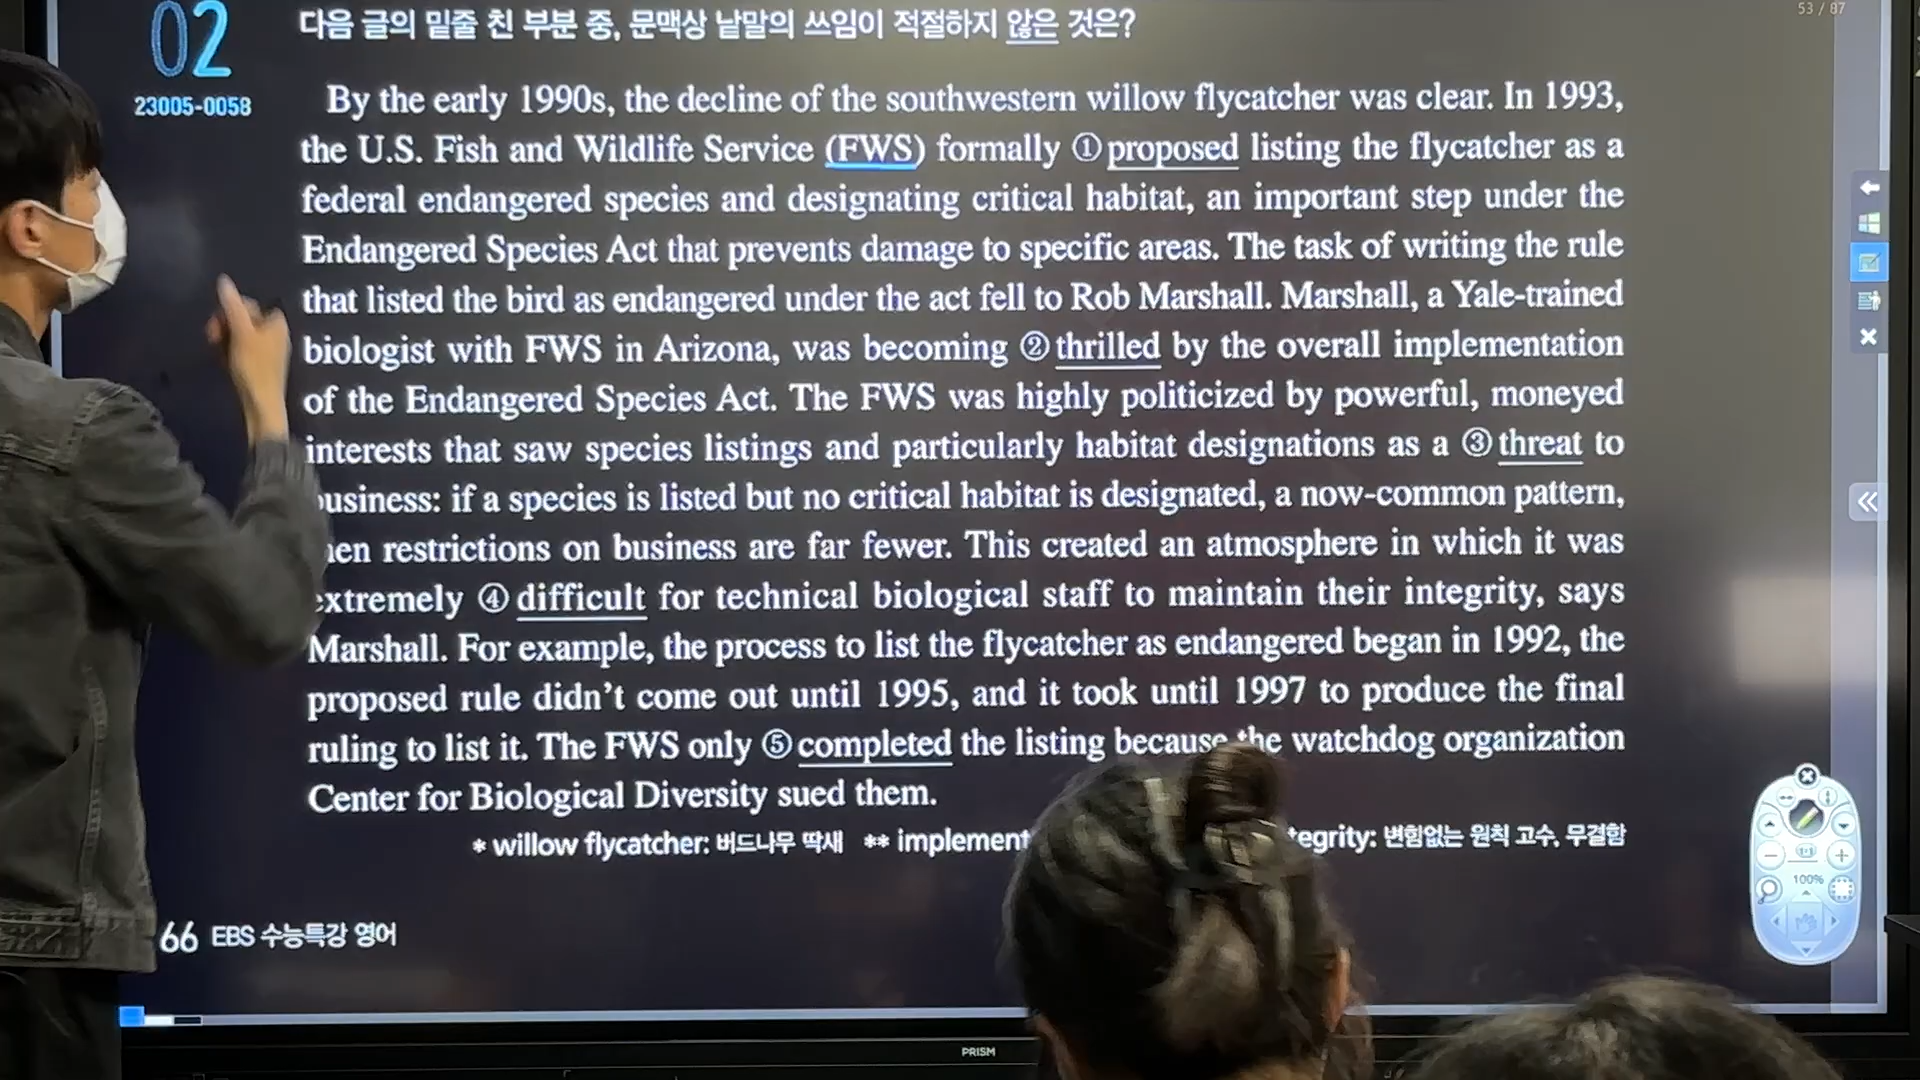 53 / 87
02
다음 글의 밑줄 친 부분 중, 문맥상 낱말의 쓰임이 적절하지 않은 것은?
23005-0058
By the early 1990s, the decline of the southwestern willow flycatcher was clear. In 1993,
the U.S. Fish and Wildlife Service (FWS) formally ① proposed listing the flycatcher as a
federal endangered species and designating critical habitat, an important step under the
Endangered Species Act that prevents damage to specific areas. The task of writing the rule
that listed the bird as endangered under the act fell to Rob Marshall. Marshall, a Yale-trained
biologist with FWS in Arizona, was becoming ② thrilled by the overall implementation
of the Endangered Species Act. The FWS was highly politicized by powerful, moneyed
interests that saw species listings and particularly habitat designations as a ③ threat to
business: if a species is listed but no critical habitat is designated, a now-common pattern,
restrictions on business are far fewer. This created an atmosphere in which it was
extremely ④ difficult for technical biological staff to maintain their integrity, says
Marshall. For example, the process to list the flycatcher as endangered began in 1992, the
proposed rule didn't come out until 1995, and it took until 1997 to produce the final
ruling to list it. The FWS only ⑤ completed the listing because the watchdog organization
Center for Biological Diversity sued them.
* willow flycatcher: 버드나무 딱새 ** implement tegrity: 변함없는 원칙 고수, 무결함
100%
66 EBS 수능특강 영어
PRISM